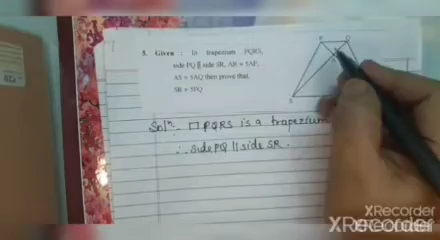 5. Given : In trapezium PQRS,
side PQ || side SR, AR = 5AP,
AS = 5AQ then prove that,
SR = 5PQ
P Q
S
Soln:- □ PQRS is a trapezium
∴ side PQ || side SR.
XRecorder
XRecorder